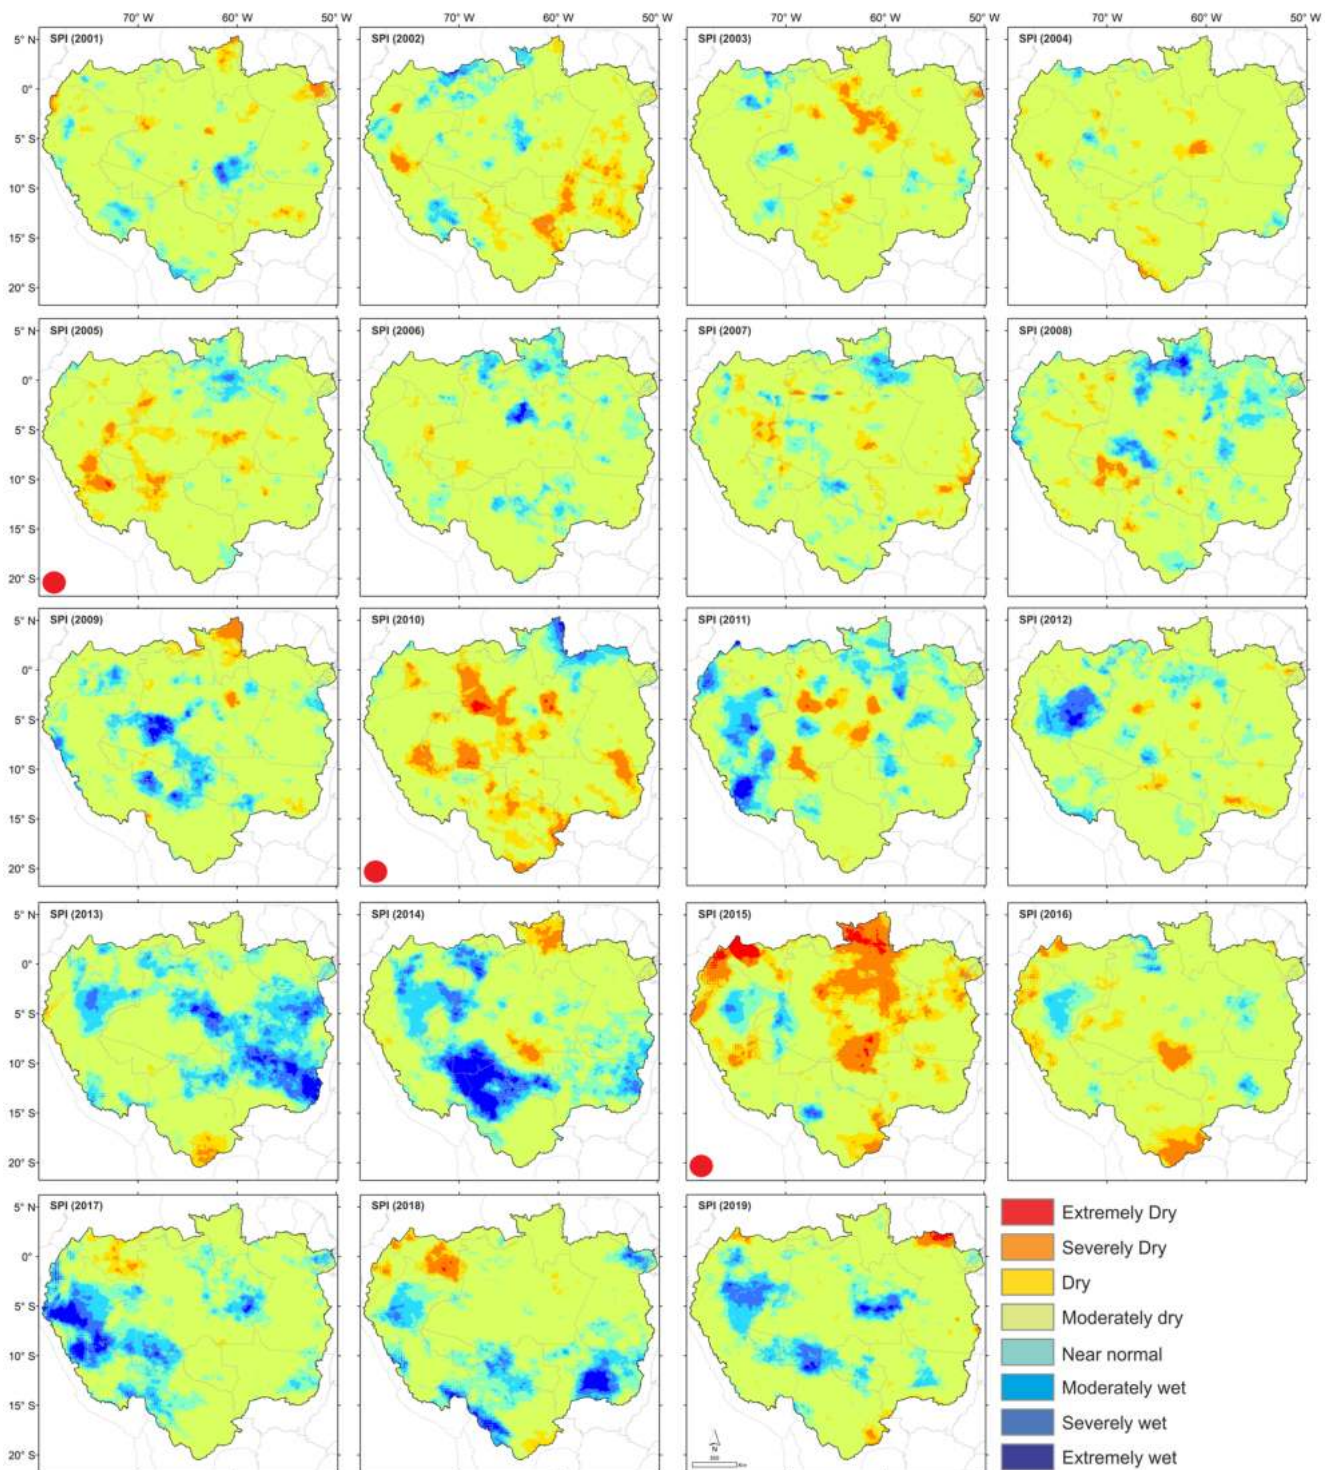 70° W 60° W 50° W 70° W 60° W 50° W 70° W 60° W 50° W 70° W 60° W 50° W
SPI (2001) SPI (2002) SPI (2003) SPI (2004)
5° N
0°
5° S
10° S
15° S
20° S
SPI (2005) SPI (2006) SPI (2007) SPI (2008)
5° N
0°
5° S
10° S
15° S
20° S
SPI (2009) SPI (2010) SPI (2011) SPI (2012)
5° N
0°
5° S
10° S
15° S
20° S
SPI (2013) SPI (2014) SPI (2015) SPI (2016)
5° N
0°
5° S
10° S
15° S
20° S
SPI (2017) SPI (2018) SPI (2019)
5° N
0°
5° S
10° S
15° S
20° S
N
Extremely Dry
Severely Dry
Dry
Moderately dry
Near normal
Moderately wet
Severely wet
Extremely wet